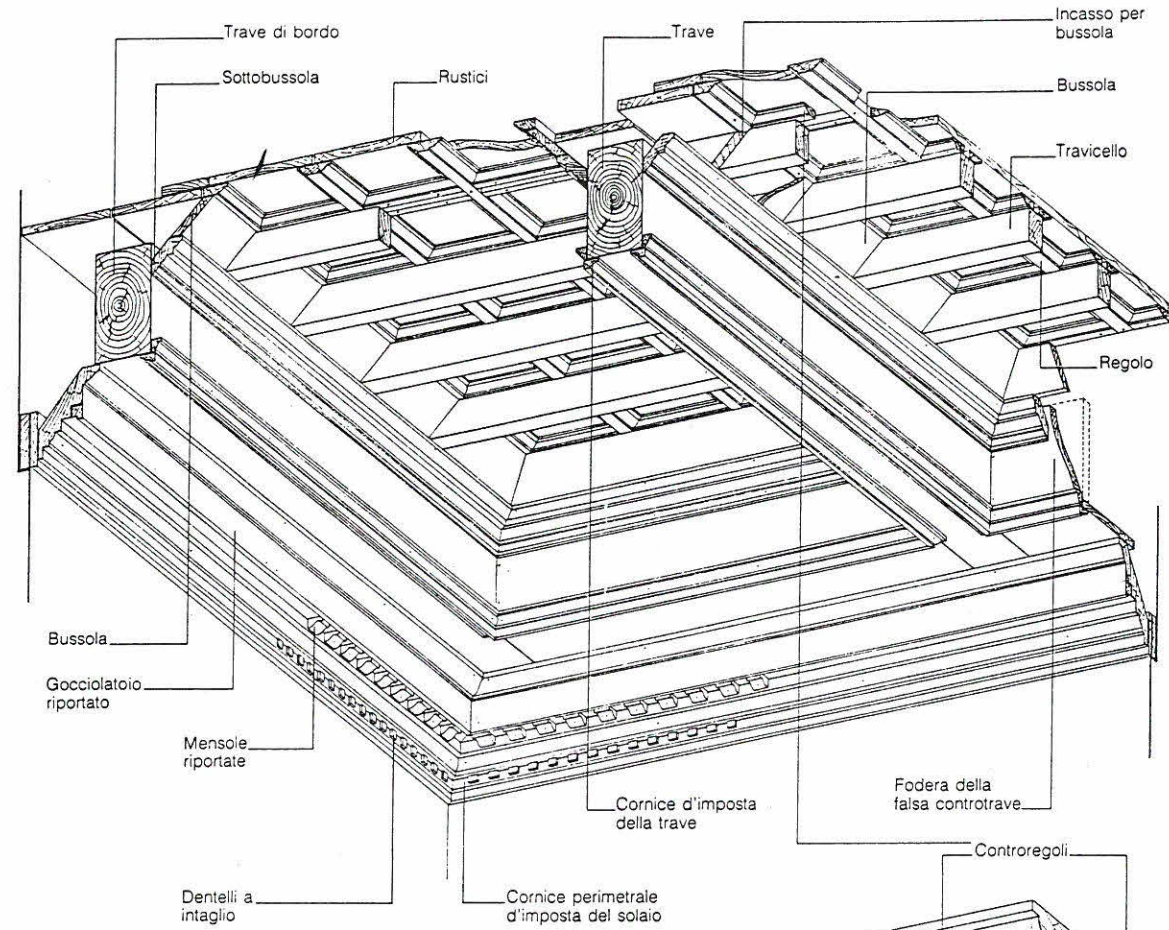 Trave di bordo
Sottobussola
Rustici
Trave
Incasso per
bussola
Bussola
Travicello
Regolo
Bussola
Gocciolatoio
riportato
Mensole
riportate
Dentelli a
intaglio
Cornice perimetrale
d'imposta del solaio
Cornice d'imposta
della trave
Fodera della
falsa controtrave
Controregoli